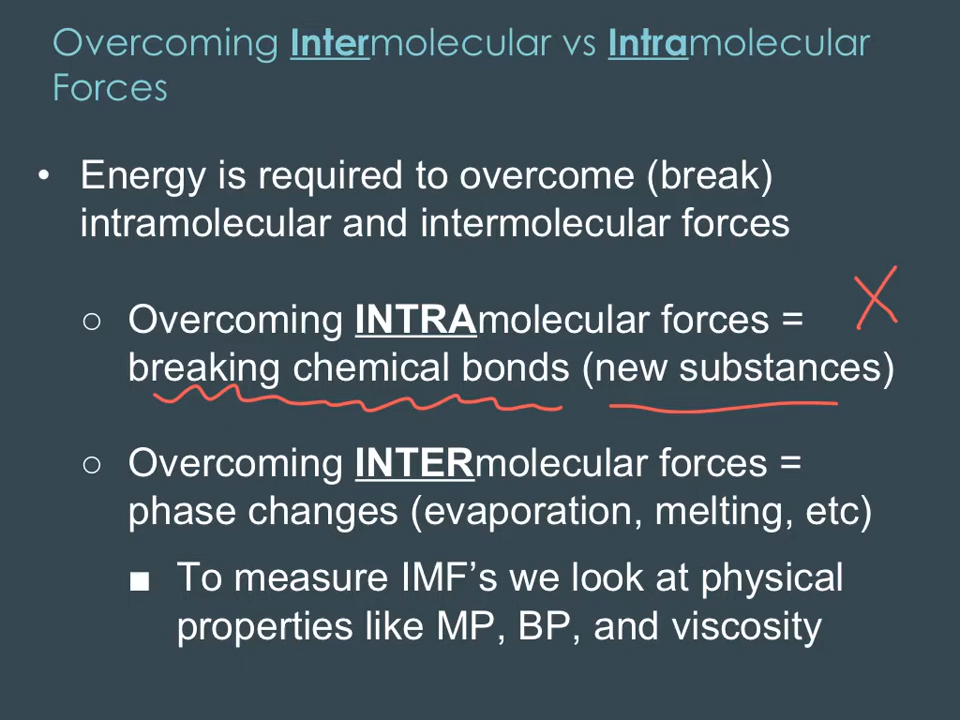 Overcoming Intermolecular vs Intramolecular
Forces
• Energy is required to overcome (break)
intramolecular and intermolecular forces
○ Overcoming INTRAmolecular forces =
breaking chemical bonds (new substances)
○ Overcoming INTERmolecular forces =
phase changes (evaporation, melting, etc)
■ To measure IMF’s we look at physical
properties like MP, BP, and viscosity